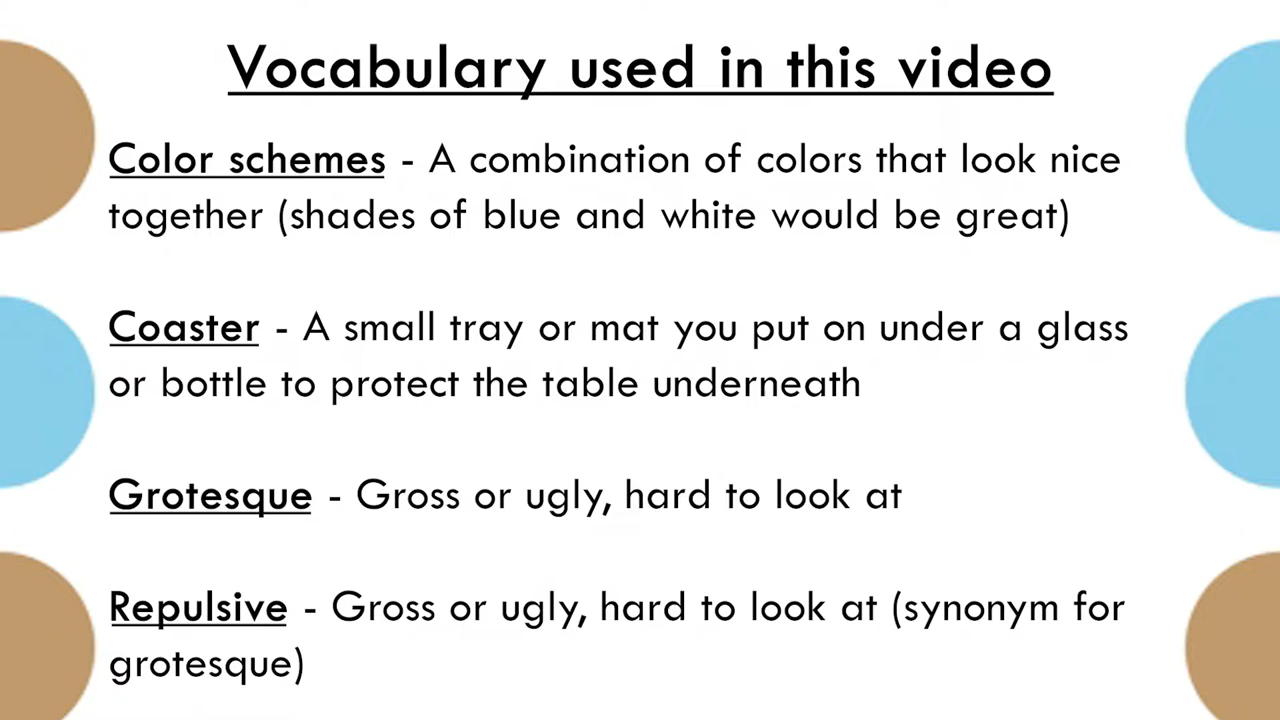 Vocabulary used in this video
Color schemes - A combination of colors that look nice
together (shades of blue and white would be great)
Coaster - A small tray or mat you put on under a glass
or bottle to protect the table underneath
Grotesque - Gross or ugly, hard to look at
Repulsive - Gross or ugly, hard to look at (synonym for
grotesque)